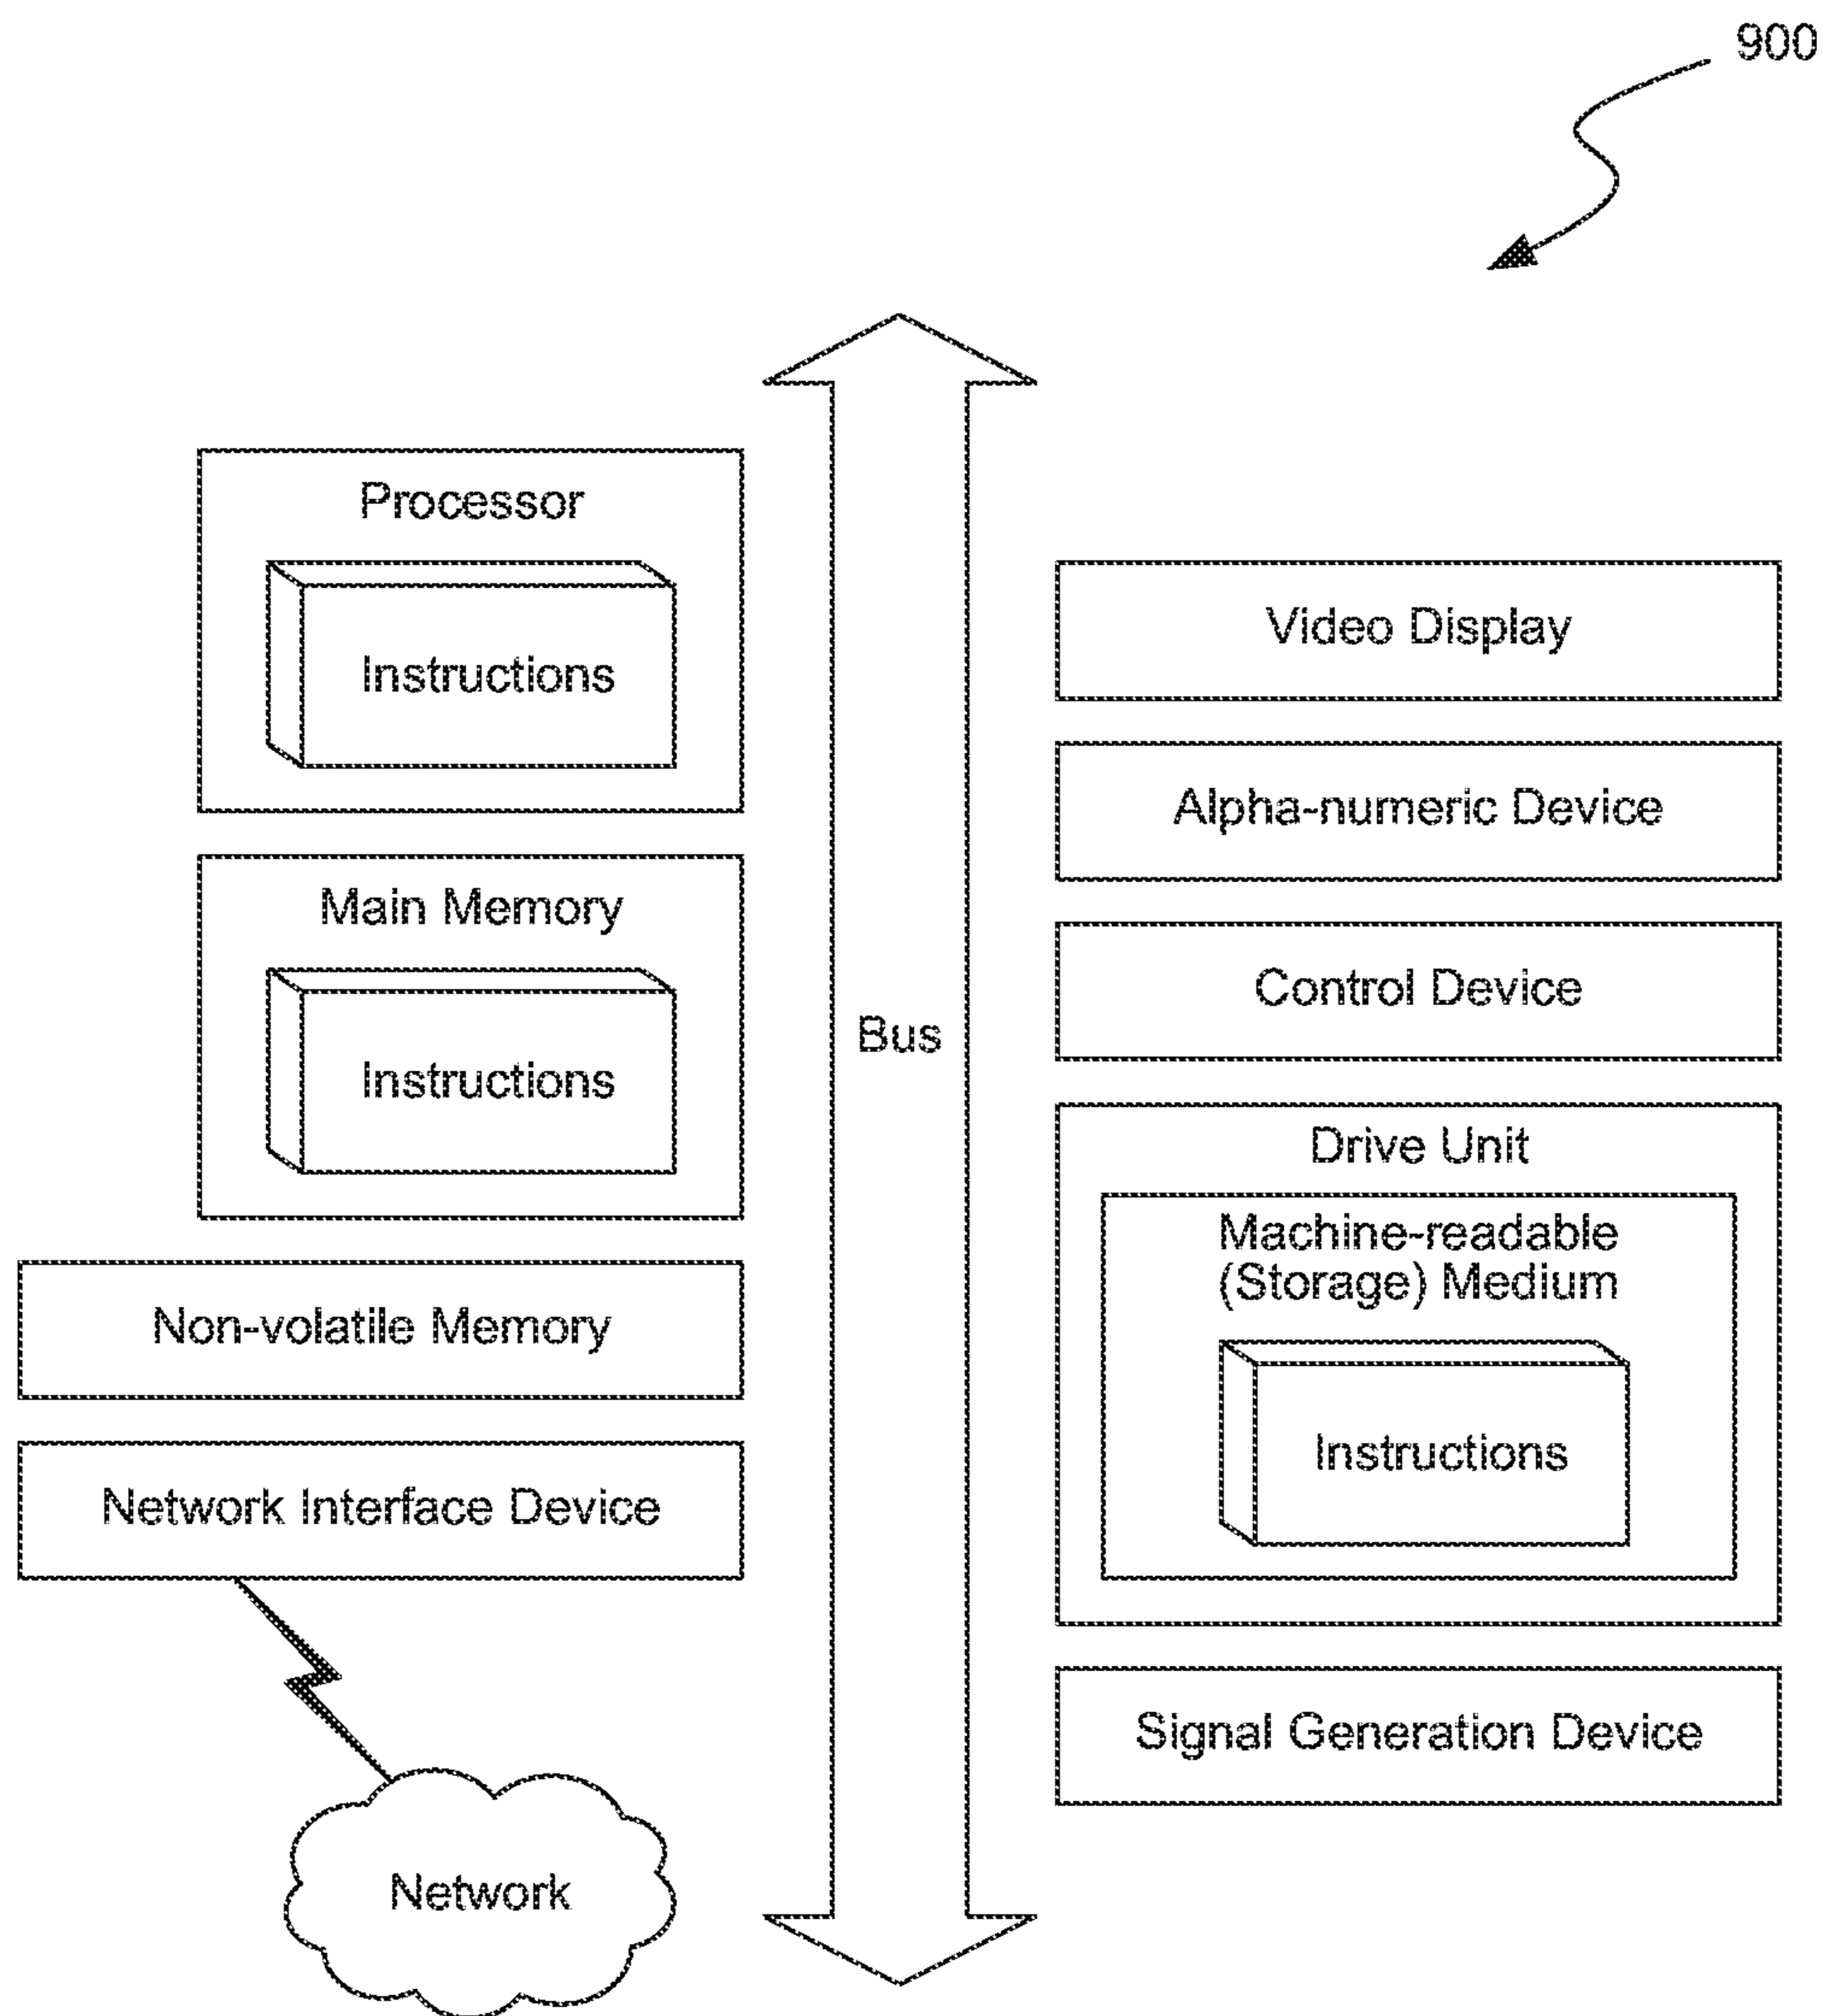 900
Processor
Instructions
Main Memory
Instructions
Non-volatile Memory
Network Interface Device
Network
Bus
Video Display
Alpha-numeric Device
Control Device
Drive Unit
Machine-readable
(Storage) Medium
Instructions
Signal Generation Device